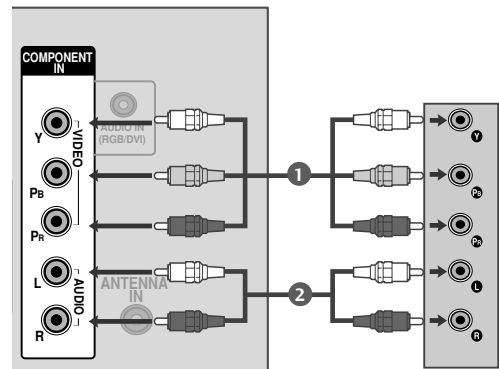 COMPONENT
IN
AUDIO IN
(RGB/DVI)
Y
VIDEO
PB
PR
L
AUDIO
R
ANTENNA
IN
1
2
Y
PB
PR
L
R